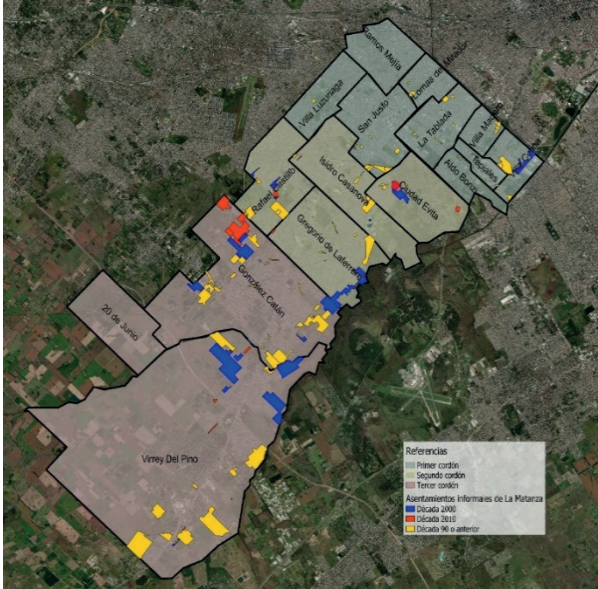 Ramos Mejía
Lomas del Mirador
Villa Luzuriaga
San Justo
La Tablada
Villa Ma
Tapiales
Aldo Bonzi
Isidro Casanova
Ciudad Evita
Rafael Castillo
Gregorio de Laferrere
González Catán
20 de Junio
Virrey Del Pino
Referencias
Primer cordón
Segundo cordón
Tercer cordón
Asentamientos informales de La Matanza
Década 2000
Década 2010
Década 90 o anterior